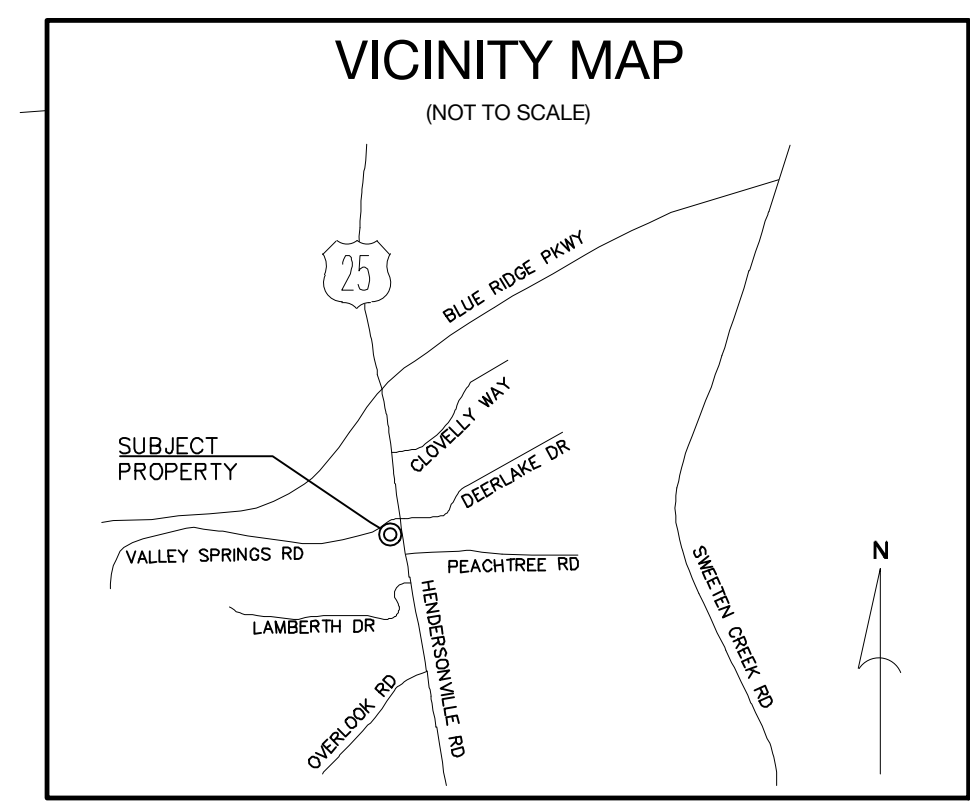 VICINITY MAP
(NOT TO SCALE)
25
BLUE RIDGE PKWY
CLOVELLY WAY
SUBJECT
PROPERTY
DEERLAKE DR
VALLEY SPRINGS RD
PEACHTREE RD
N
LAMBERTH DR
HENDERSONVILLE RD
SWEETEN CREEK RD
OVERLOOK RD